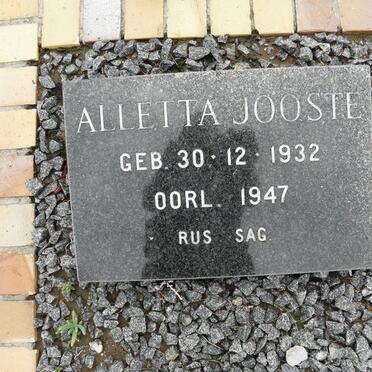 ALLETTA JOOSTE
GEB. 30·12·1932
OORL. 1947
RUS SAG